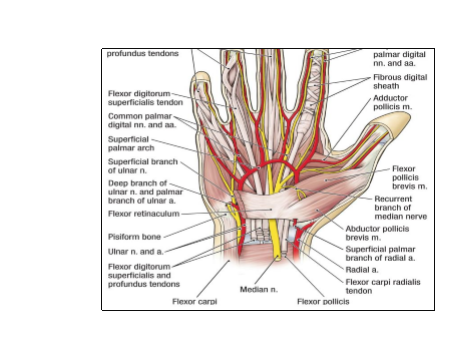 profundus tendons
Flexor digitorum
superficialis tendon
Common palmar
digital nn. and aa.
Superficial
palmar arch
Superficial branch
of ulnar n.
Deep branch of
ulnar n. and palmar
branch of ulnar a.
Flexor retinaculum
Pisiform bone
Ulnar n. and a.
Flexor digitorum
superficialis and
profundus tendons
Flexor carpi
Median n.
Flexor pollicis
palmar digital
nn. and aa.
Fibrous digital
sheath
Adductor
pollicis m.
Flexor
pollicis
brevis m.
Recurrent
branch of
median nerve
Abductor pollicis
brevis m.
Superficial palmar
branch of radial a.
Radial a.
Flexor carpi radialis
tendon